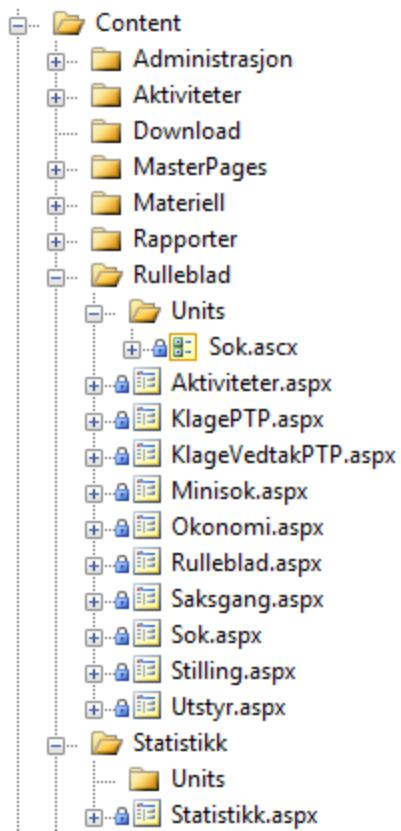 Content
Administrasjon
Aktiviteter
Download
MasterPages
Materiell
Rapporter
Rulleblad
Units
Sok.ascx
Aktiviteter.aspx
KlagePTP.aspx
KlageVedtakPTP.aspx
Minisok.aspx
Okonomi.aspx
Rulleblad.aspx
Saksgang.aspx
Sok.aspx
Stilling.aspx
Utstyr.aspx
Statistikk
Units
Statistikk.aspx